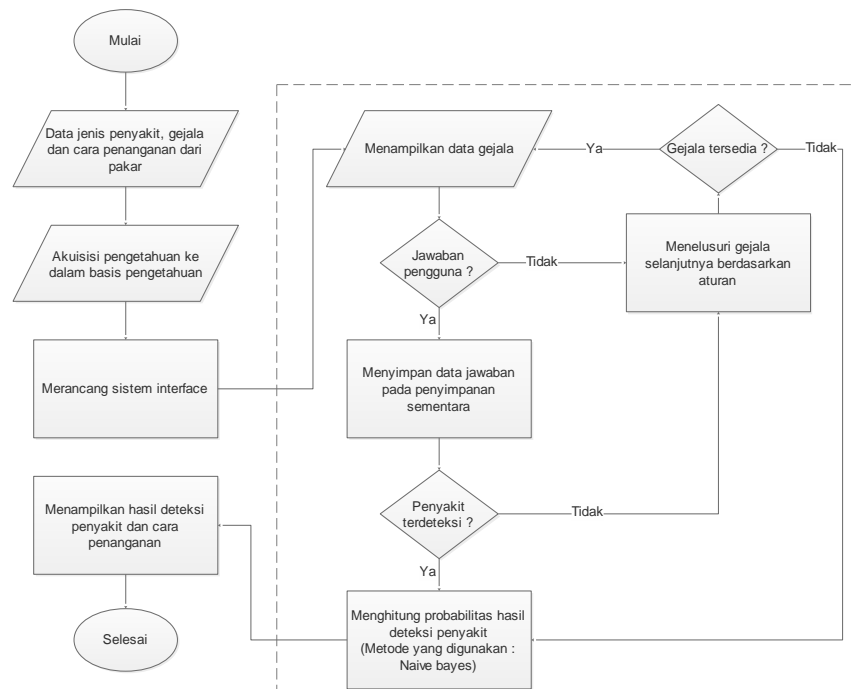 Mulai
Data jenis penyakit, gejala
dan cara penanganan dari
pakar
Akuisisi pengetahuan ke
dalam basis pengetahuan
Merancang sistem interface
Menampilkan data gejala
Ya
Gejala tersedia ?
Tidak
Jawaban
pengguna ?
Tidak
Menelusuri gejala
selanjutnya berdasarkan
aturan
Ya
Menyimpan data jawaban
pada penyimpanan
sementara
Penyakit
terdeteksi ?
Tidak
Ya
Menghitung probabilitas hasil
deteksi penyakit
(Metode yang digunakan :
Naive bayes)
Menampilkan hasil deteksi
penyakit dan cara
penanganan
Selesai